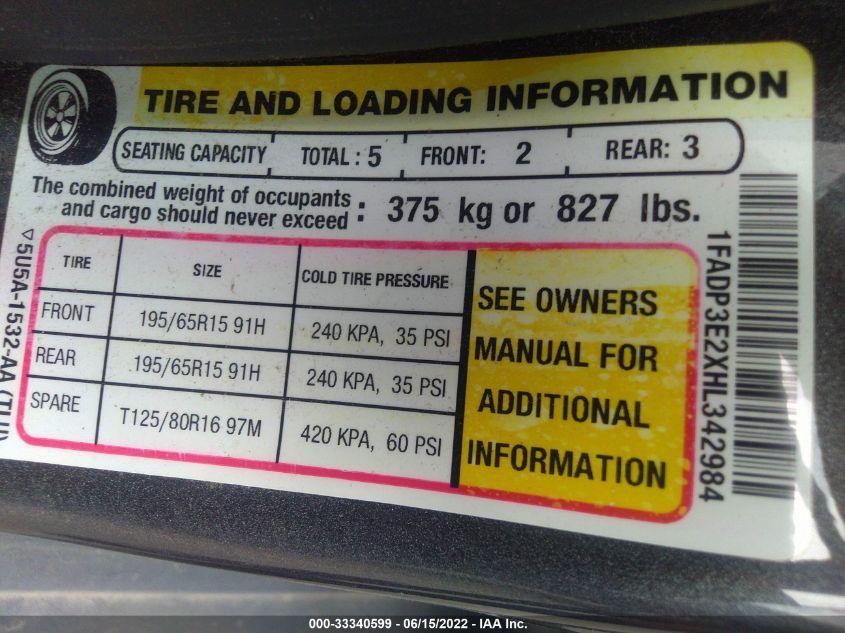 TIRE AND LOADING INFORMATION
SEATING CAPACITY TOTAL : 5 FRONT: 2 REAR: 3
The combined weight of occupants
and cargo should never exceed : 375 kg or 827 lbs.
TIRE SIZE COLD TIRE PRESSURE
FRONT 195/65R15 91H 240 KPA, 35 PSI
REAR 195/65R15 91H 240 KPA, 35 PSI
SPARE T125/80R16 97M 420 KPA, 60 PSI
SEE OWNERS
MANUAL FOR
ADDITIONAL
INFORMATION
5U5A-1532-AA
1FADP3E2XHL342984
000-33340599 - 06/15/2022 - IAA Inc.